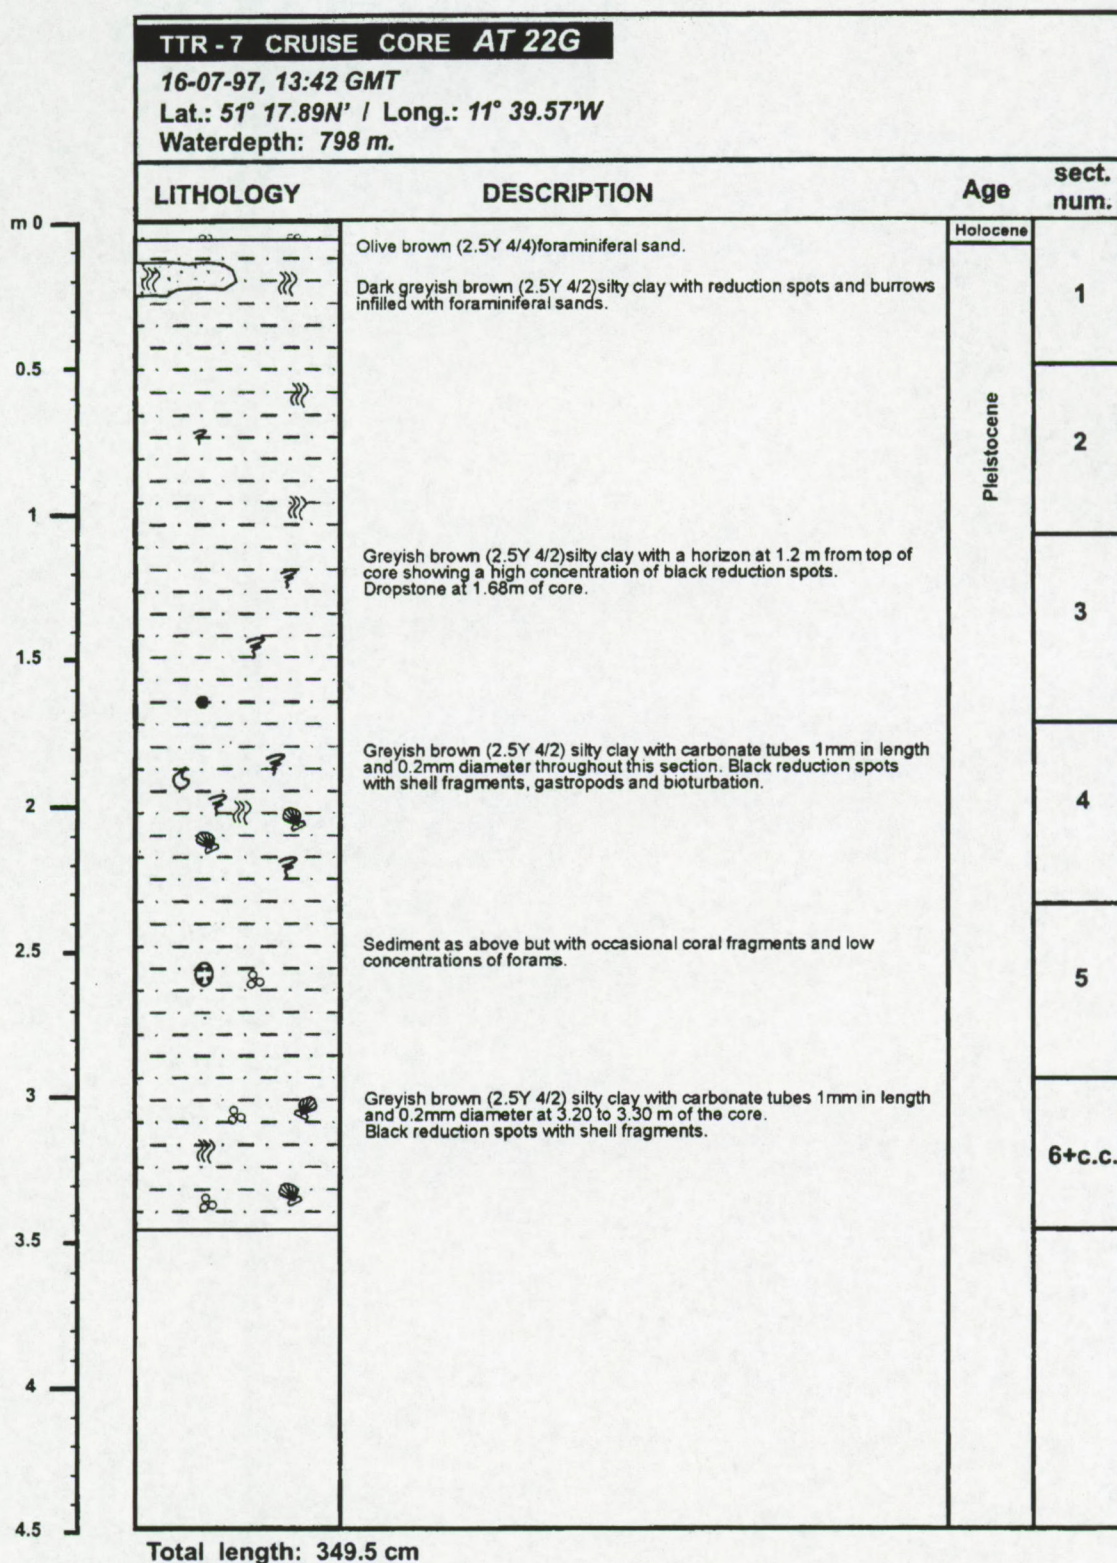 TTR - 7 CRUISE CORE AT 22G
16-07-97, 13:42 GMT
Lat.: 51° 17.89N' / Long.: 11° 39.57'W
Waterdepth: 798 m.
LITHOLOGY DESCRIPTION Age sect. num.
m 0
Holocene
Olive brown (2.5Y 4/4)foraminiferal sand.
Dark greyish brown (2.5Y 4/2)silty clay with reduction spots and burrows
infilled with foraminiferal sands.
1
0.5
Pleistocene
2
1
Greyish brown (2.5Y 4/2)silty clay with a horizon at 1.2 m from top of
core showing a high concentration of black reduction spots.
Dropstone at 1.68m of core.
3
1.5
Greyish brown (2.5Y 4/2) silty clay with carbonate tubes 1mm in length
and 0.2mm diameter throughout this section. Black reduction spots
with shell fragments, gastropods and bioturbation.
4
2
2.5
Sediment as above but with occasional coral fragments and low
concentrations of forams.
5
3
Greyish brown (2.5Y 4/2) silty clay with carbonate tubes 1mm in length
and 0.2mm diameter at 3.20 to 3.30 m of the core.
Black reduction spots with shell fragments.
6+c.c.
3.5
4
4.5
Total length: 349.5 cm